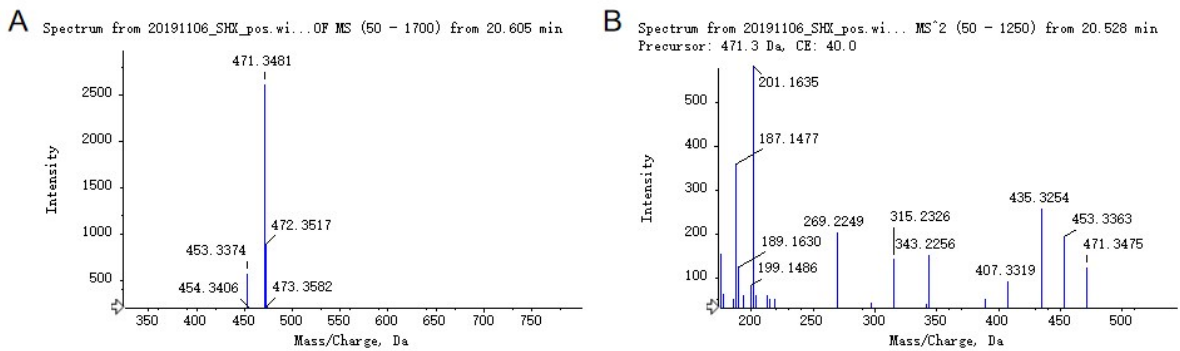 A
Spectrum from 20191106_SHX_pos.wi...OF MS (50 - 1700) from 20.605 min
471.3481
2500
2000
1500
1000
500
Intensity
472.3517
453.3374
454.3406
473.3582
350 400 450 500 550 600 650 700 750
Mass/Charge, Da
B
Spectrum from 20191106_SHX_pos.wi... MS^2 (50 - 1250) from 20.528 min
Precursor: 471.3 Da, CE: 40.0
500
400
300
200
100
Intensity
201.1635
187.1477
435.3254
269.2249
315.2326
453.3363
189.1630
343.2256
471.3475
199.1486
407.3319
200 250 300 350 400 450 500
Mass/Charge, Da